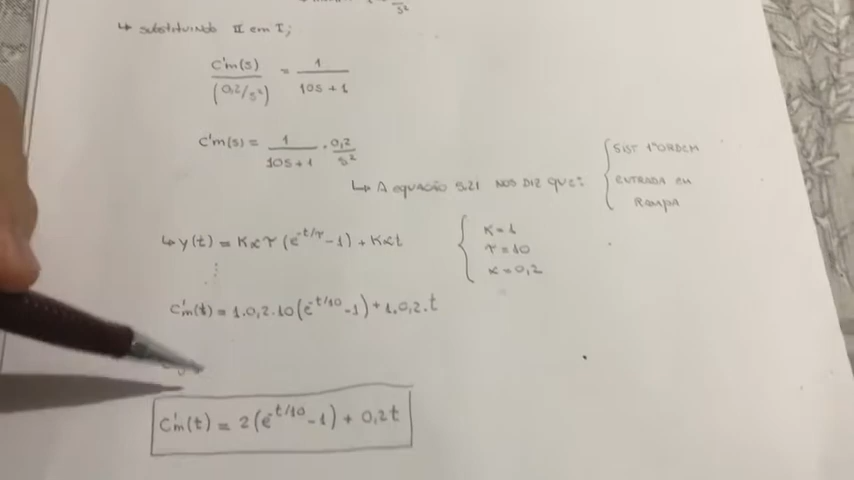 s²
↳ substituindo II em I;
C'm(s)/(0,2/s²) = 1/(10s+1)
C'm(s) = 1/(10s+1) . 0,2/s²
↳ A equação 5.21 nos diz que: { SIST 1ª ORDEM
ENTRADA EM
RAMPA
↳ y(t) = K∝τ(e^(-t/τ) - 1) + K∝t { K = 1
τ = 10
∝ = 0,2
C'm(t) = 1.0,2.10(e^(-t/10) - 1) + 1.0,2.t
C'm(t) = 2(e^(-t/10) - 1) + 0,2t